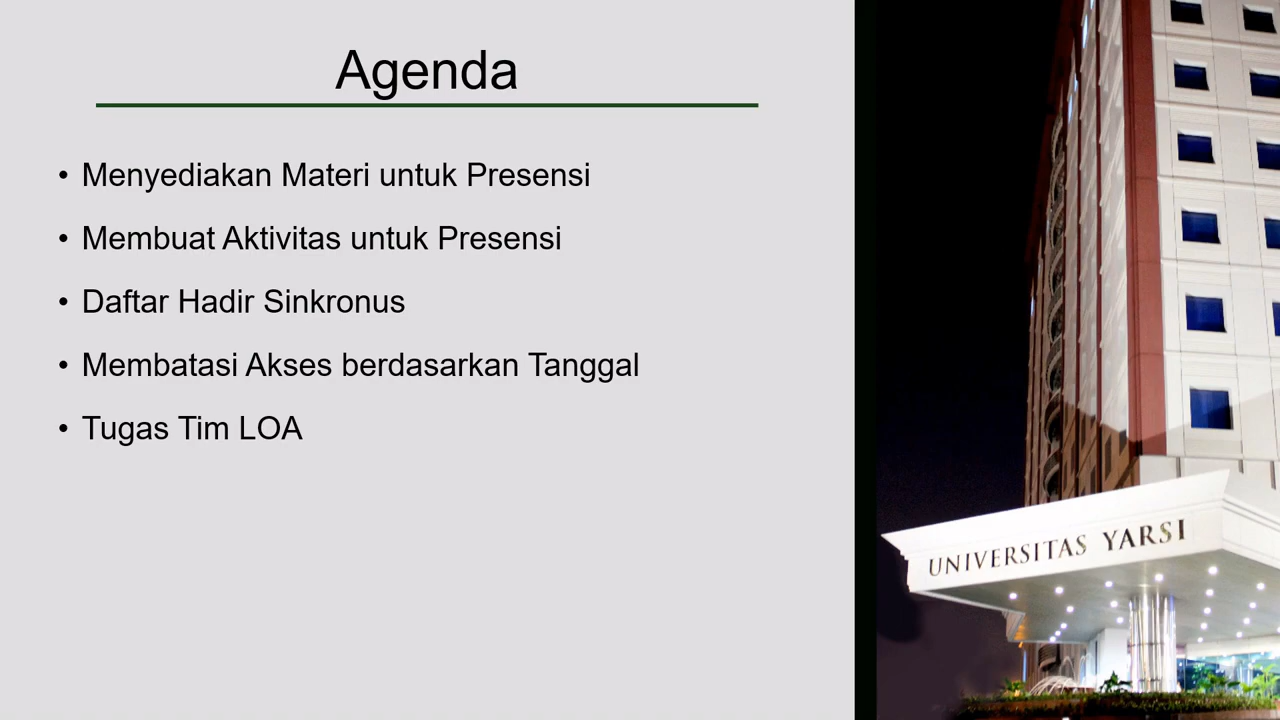 Agenda
• Menyediakan Materi untuk Presensi
• Membuat Aktivitas untuk Presensi
• Daftar Hadir Sinkronus
• Membatasi Akses berdasarkan Tanggal
• Tugas Tim LOA
UNIVERSITAS YARSI